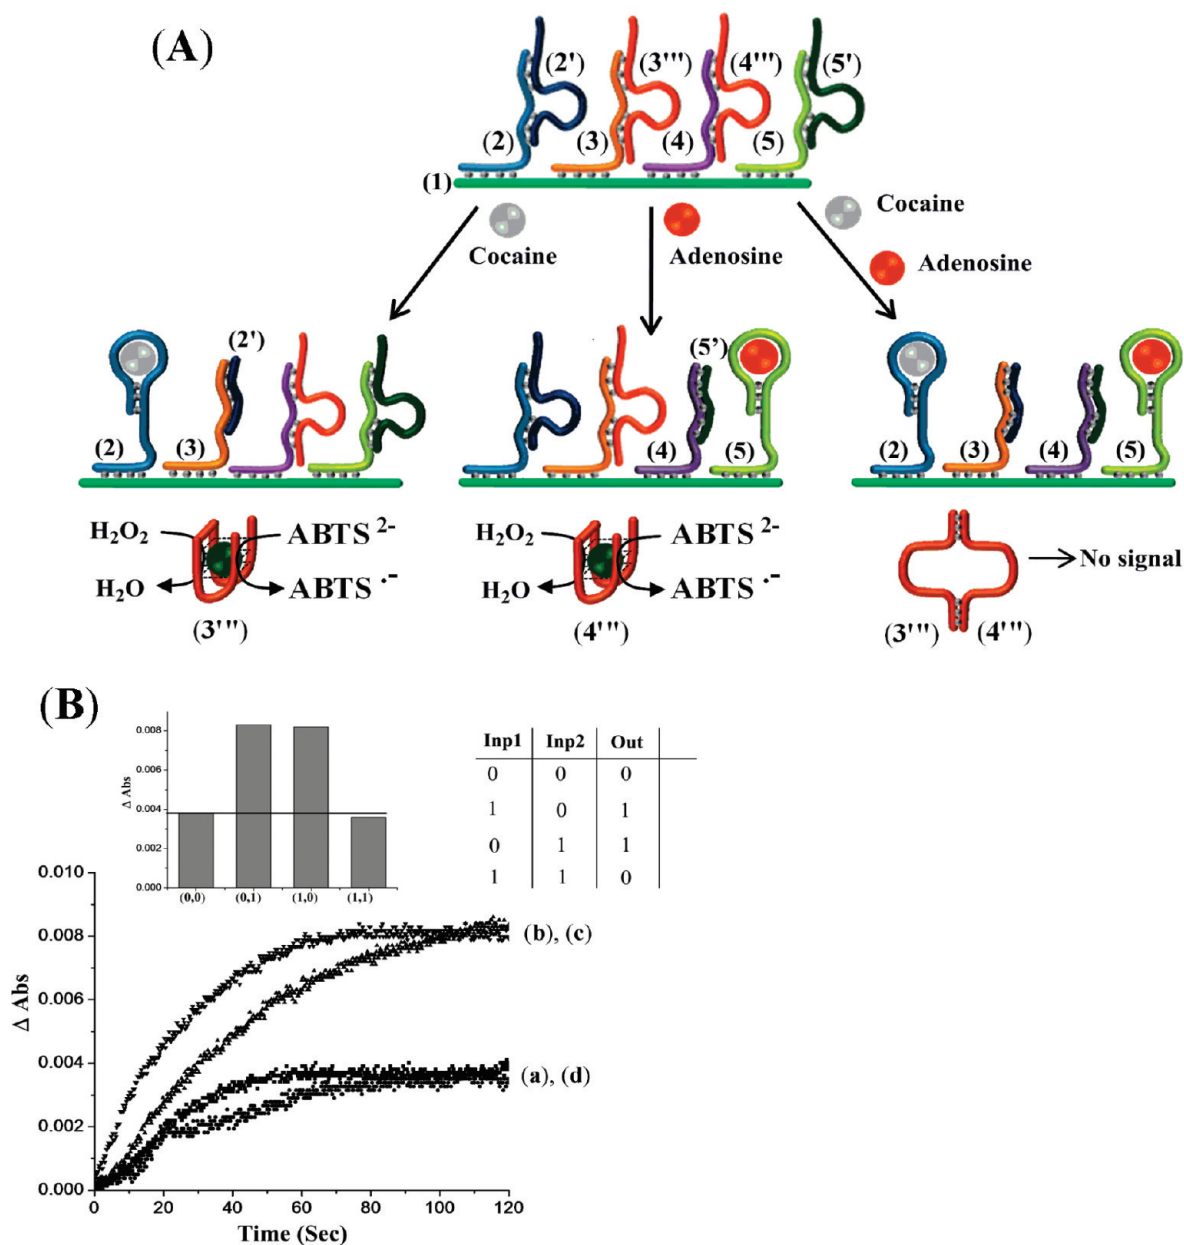 (A)
(2') (3''') (4''') (5')
(2) (3) (4) (5)
(1)
Cocaine
Cocaine
Adenosine
Adenosine
(2')
(2) (3)
(5')
(4) (5)
(2) (3) (4) (5)
H2O2 ABTS 2-
H2O ABTS ·-
(3''')
H2O2 ABTS 2-
H2O ABTS ·-
(4''')
No signal
(3''') (4''')
(B)
Δ Abs
0.008
0.006
0.004
0.002
0.000
(0,0) (0,1) (1,0) (1,1)
Inp1 Inp2 Out
0 0 0
1 0 1
0 1 1
1 1 0
Δ Abs
0.010
0.008
0.006
0.004
0.002
0.000
(b), (c)
(a), (d)
0 20 40 60 80 100 120
Time (Sec)